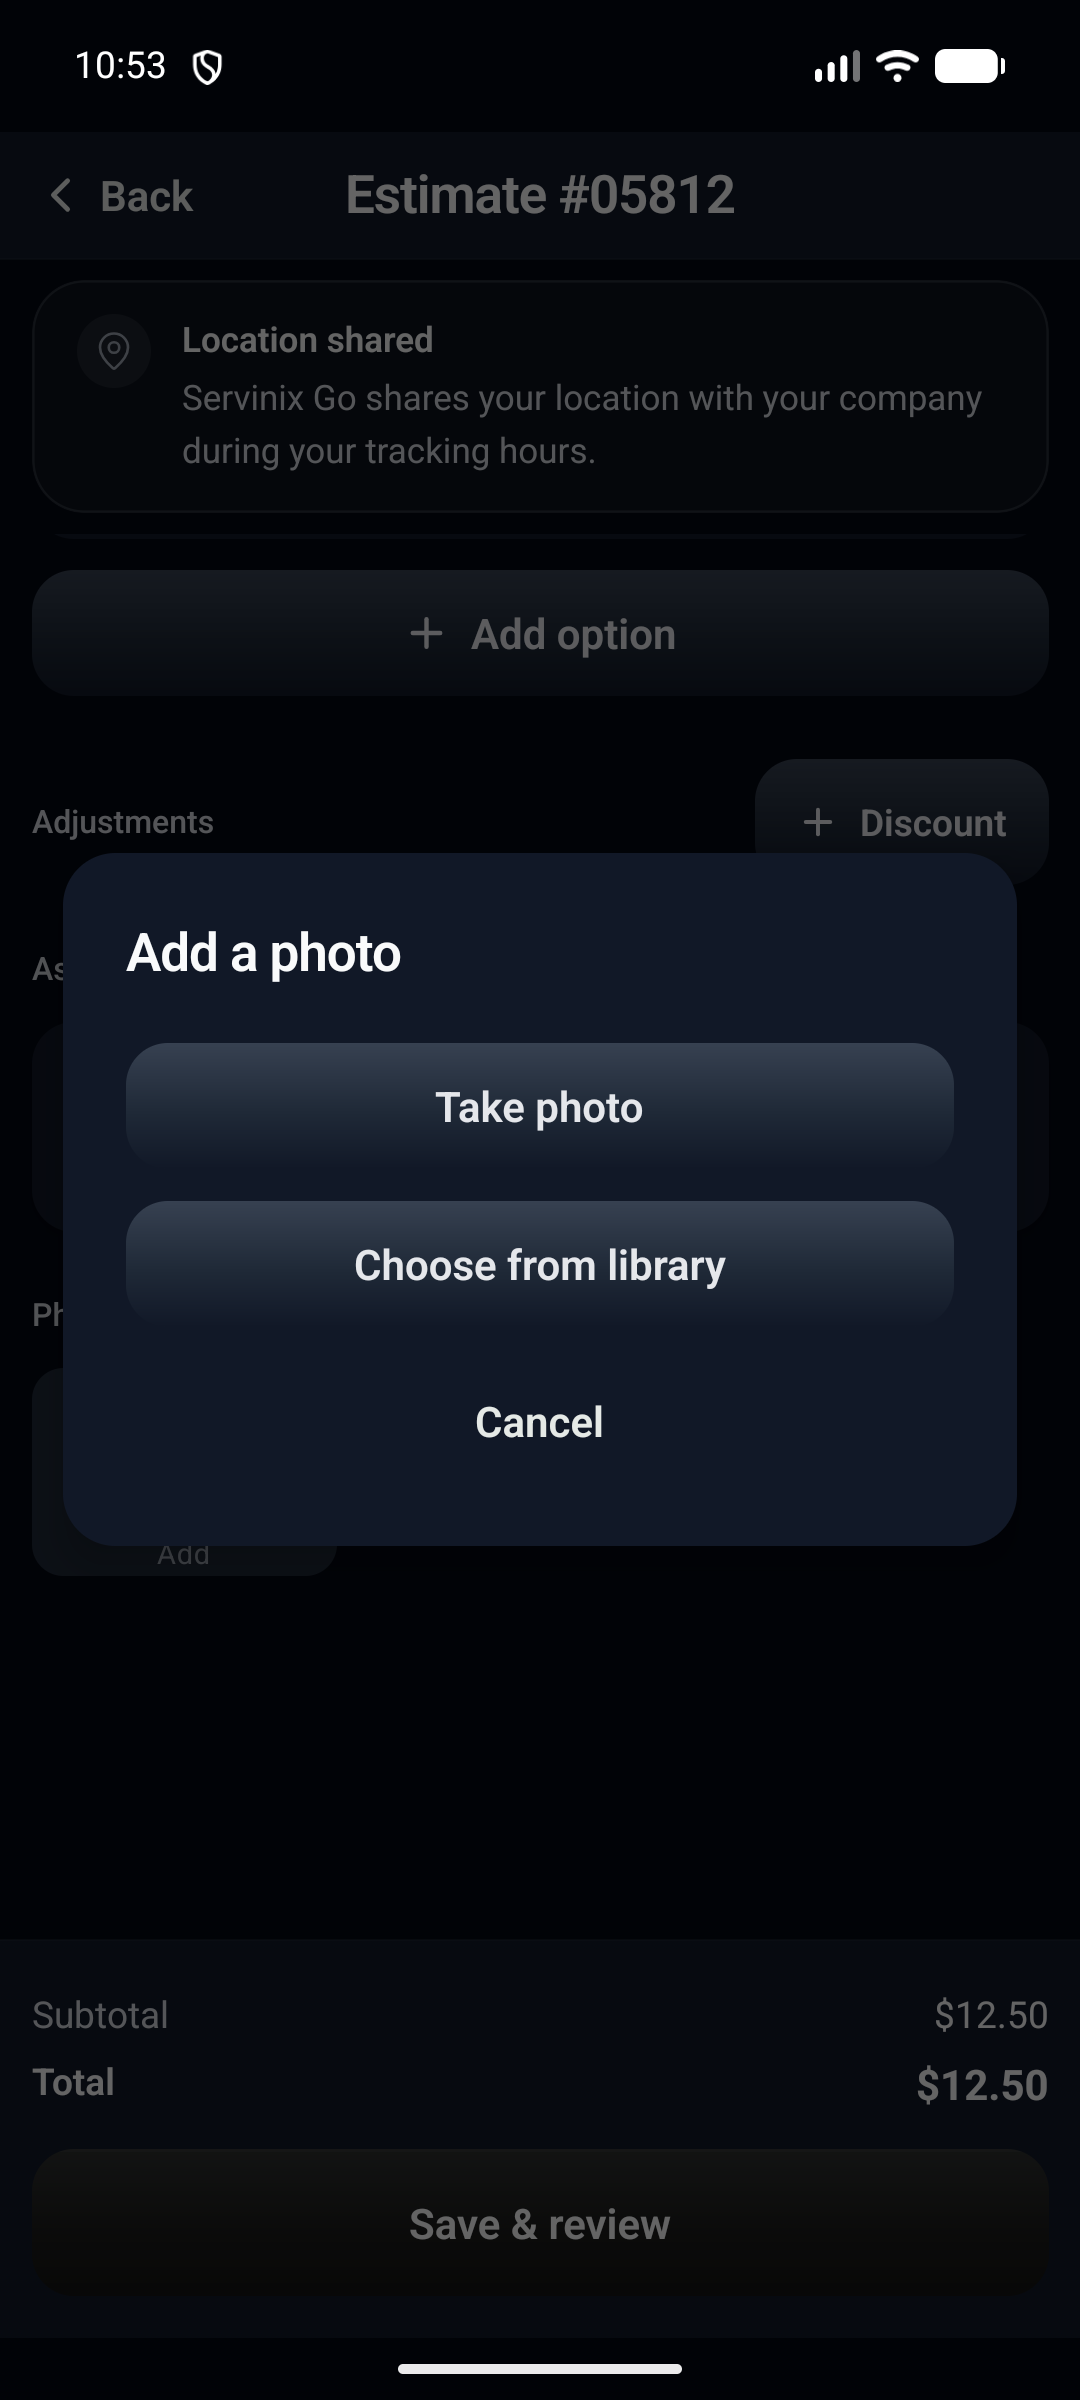 10:53
Back
Estimate #05812
Location shared
Servinix Go shares your location with your company
during your tracking hours.
Add option
Adjustments
Discount
Add a photo
As
Take photo
Choose from library
Ph
Cancel
Add
Subtotal
$12.50
Total
$12.50
Save & review